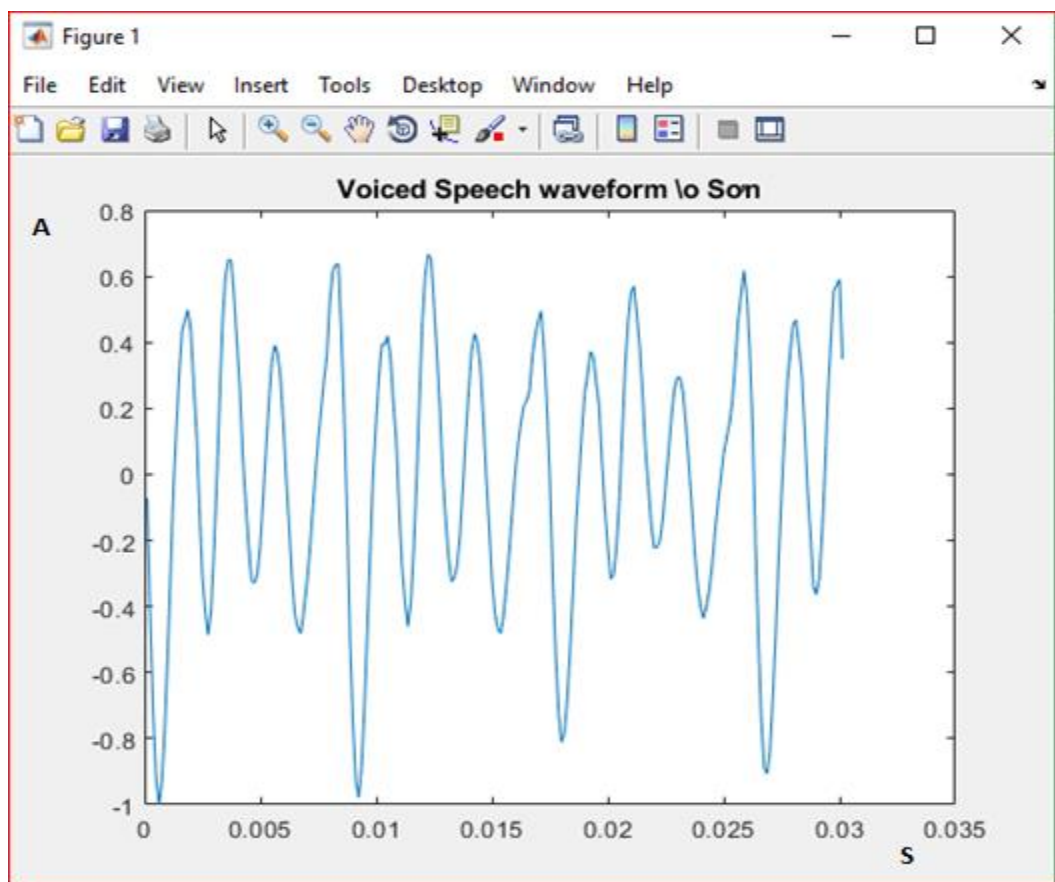 Figure 1
File Edit View Insert Tools Desktop Window Help
Voiced Speech waveform \o Son
A
0.8
0.6
0.4
0.2
0
-0.2
-0.4
-0.6
-0.8
-1
0 0.005 0.01 0.015 0.02 0.025 0.03 0.035
S